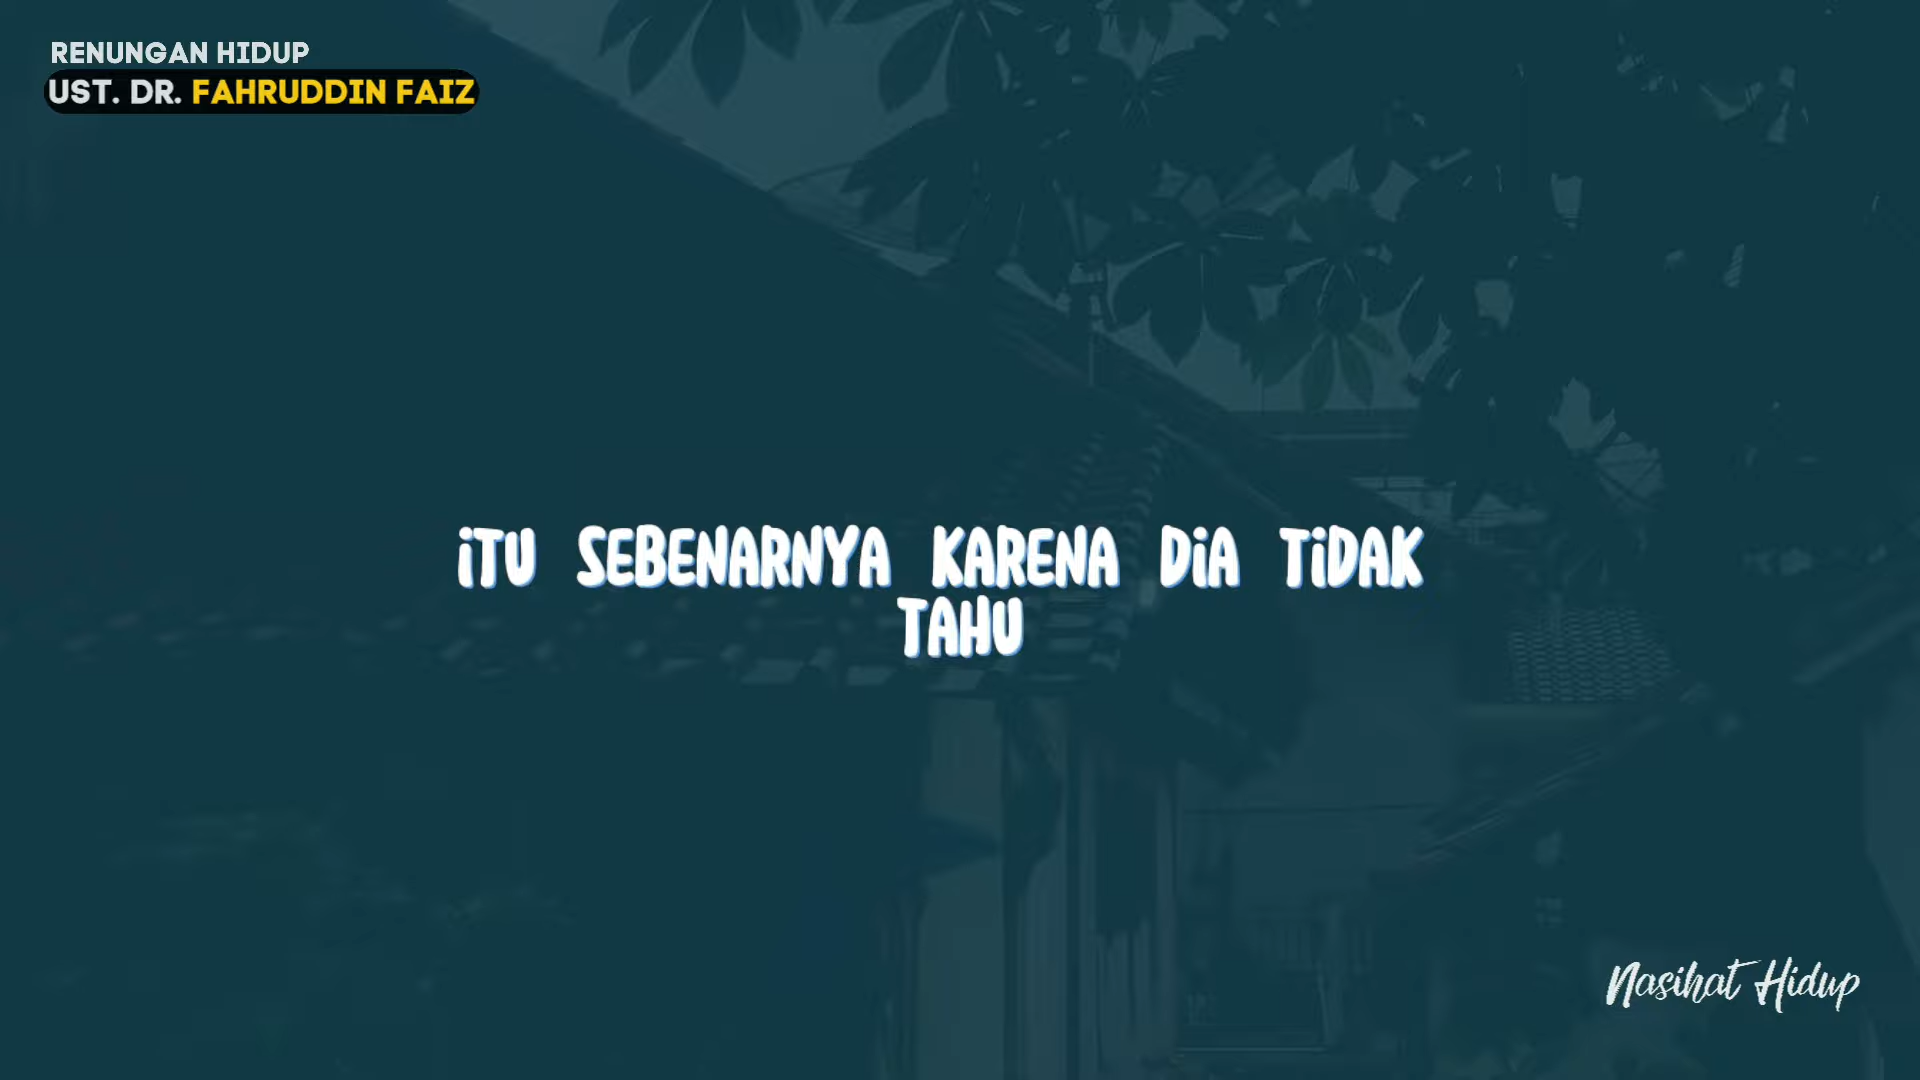 RENUNGAN HIDUP
UST. DR. FAHRUDDIN FAIZ
iTU SEBENARNYA KARENA DiA TiDAK
TAHU
Nasihat Hidup